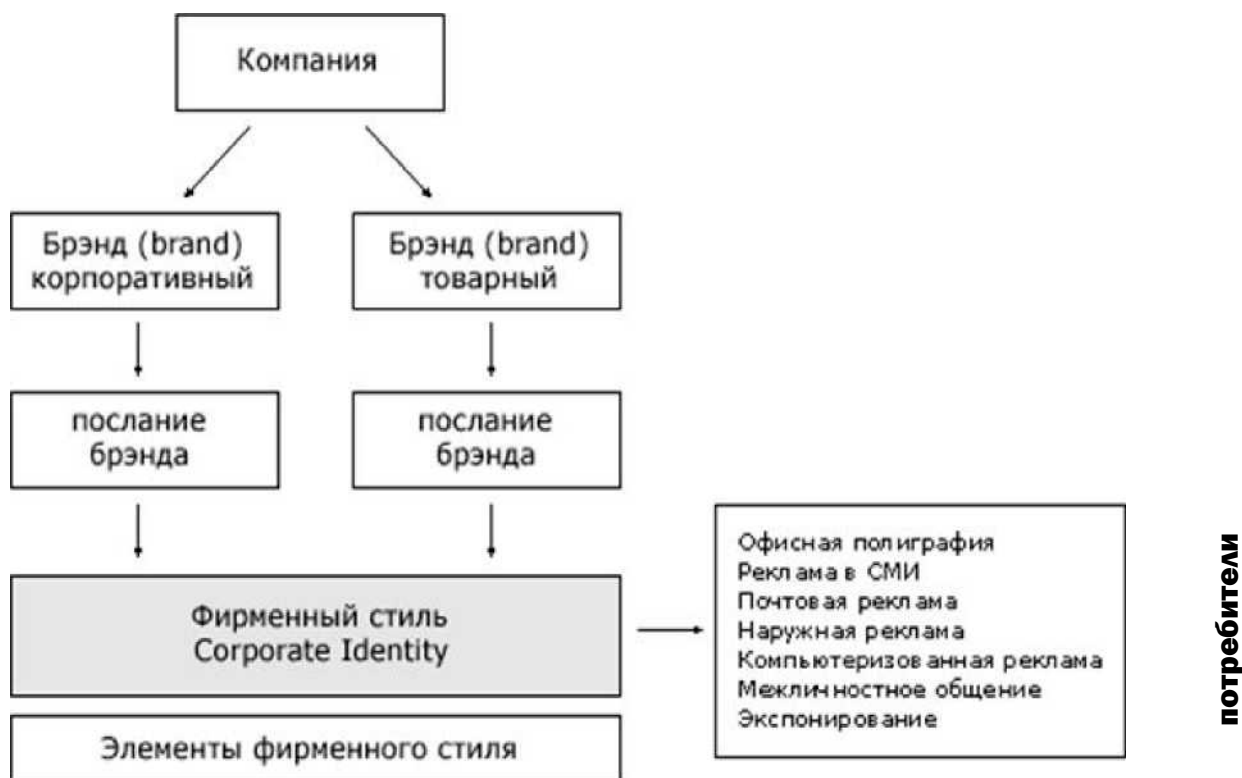 Компания
Брэнд (brand)
корпоративный
Брэнд (brand)
товарный
послание
брэнда
послание
брэнда
Фирменный стиль
Corporate Identity
Элементы фирменного стиля
Офисная полиграфия
Реклама в СМИ
Почтовая реклама
Наружная реклама
Компьютеризованная реклама
Межличностное общение
Экспонирование
потребители